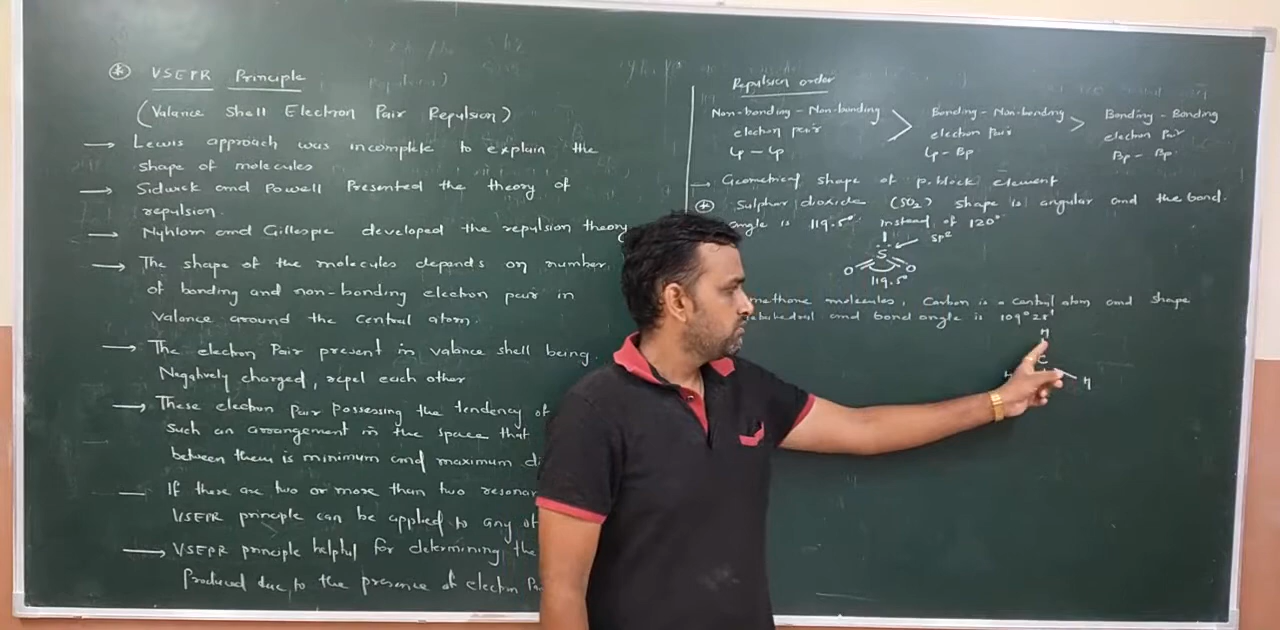 * VSEPR Principle
(Valance Shell Electron Pair Repulsion)
→ Lewis approach was incomplete to explain the
shape of molecules
→ Sidwick and Powell Presented the theory of
repulsion.
→ Nyhlom and Gillespie developed the repulsion theory
→ The shape of the molecules depends on number
of bonding and non-bonding electron pair in
valance around the central atom.
→ The electron Pair present in valance shell being
Negatively charged, repel each other
→ These electron pair Possessing the tendency of
Such an arrangement in the space that
between them is minimum and maximum
If there are two or more than two
VSEPR principle can be applied to any of
→ VSEPR principle helpful for determining the
Produced due to the presence of electron
Repulsion order
Non-bonding - Non-bonding > Bonding - Non-bonding > Bonding - Bonding
electron pair electron pair electron pair
Lp - Lp Lp - Bp Bp - Bp
→ Geometrical shape of p.block element
* Sulphur dioxide (SO2) shape is angular and the bond
angle is 119.5° instead of 120°
S sp2
O O
119.5°
methane molecules, Carbon is a central atom and shape
and bond angle is 109°28'
H
C
H
H